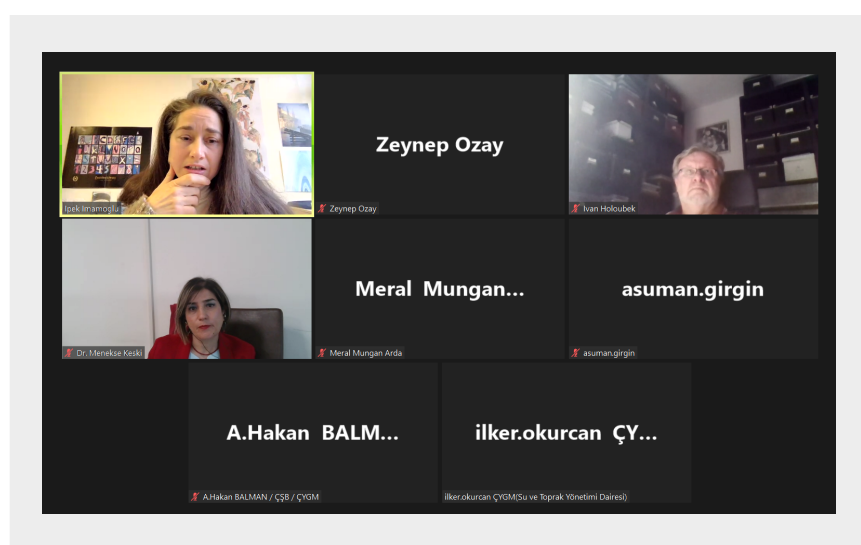 Ipek Imamoglu
Zeynep Ozay
Zeynep Ozay
Ivan Holoubek
Dr. Menekse Keski
Meral Mungan...
Meral Mungan Arda
asuman.girgin
asuman.girgin
A.Hakan BALM...
A.Hakan BALMAN / ÇŞB / ÇYGM
ilker.okurcan ÇY...
ilker.okurcan ÇYGM(Su ve Toprak Yönetimi Dairesi)